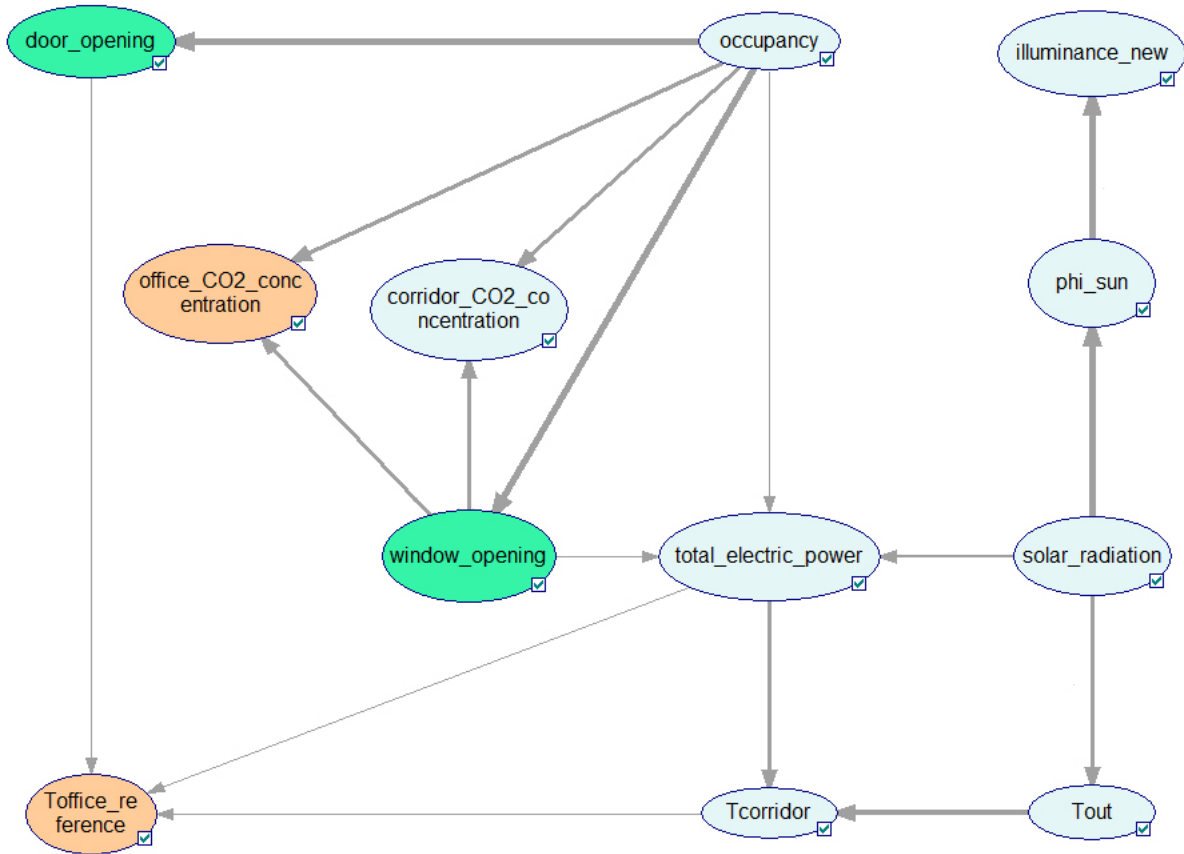 door_opening
occupancy
illuminance_new
office_CO2_conc
entration
corridor_CO2_co
ncentration
phi_sun
window_opening
total_electric_power
solar_radiation
Toffice_re
ference
Tcorridor
Tout